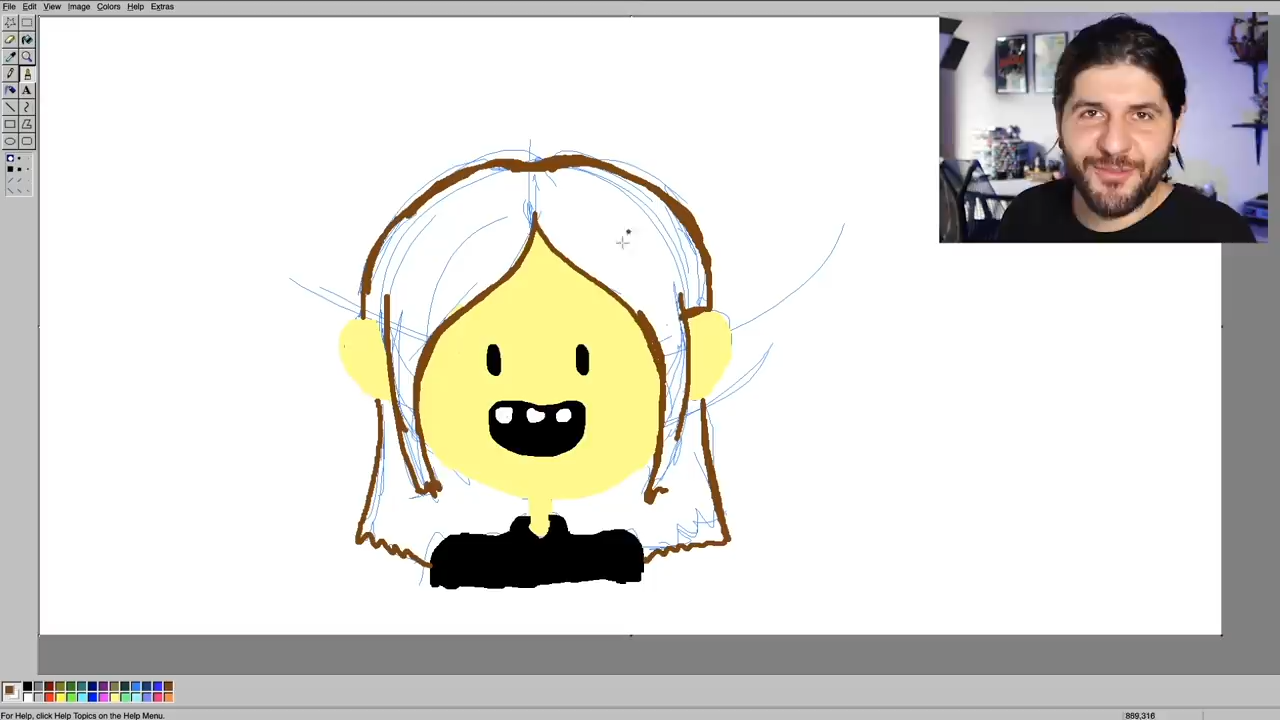 File Edit View Image Colors Help Extras
A
For Help, click Help Topics on the Help Menu.
889,316